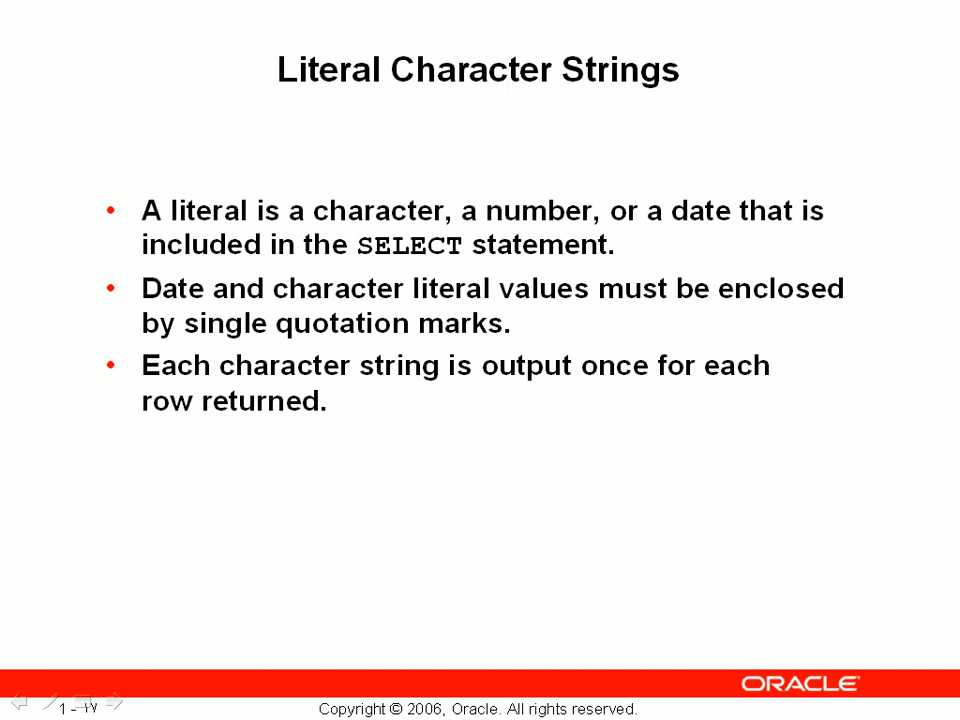 Literal Character Strings
• A literal is a character, a number, or a date that is
included in the SELECT statement.
• Date and character literal values must be enclosed
by single quotation marks.
• Each character string is output once for each
row returned.
ORACLE
1 - ١٧
Copyright © 2006, Oracle. All rights reserved.